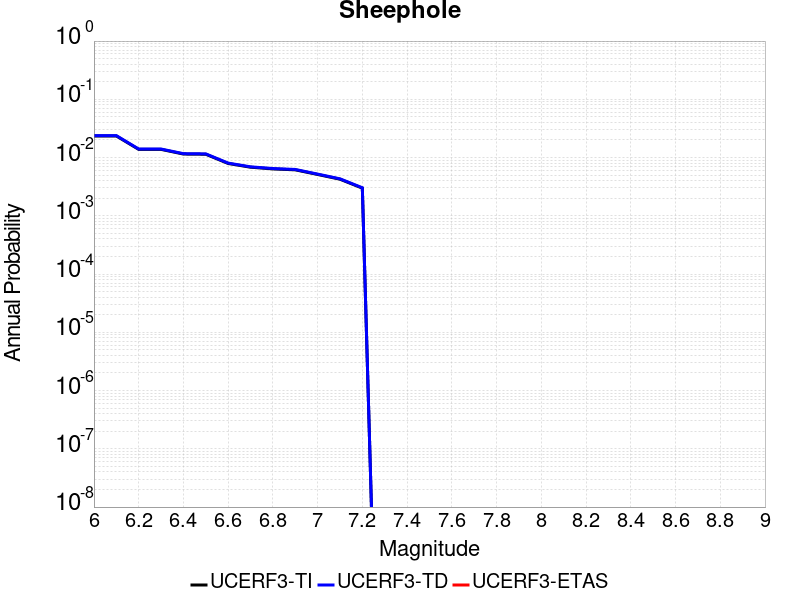 Sheephole
10^0
10^-1
10^-2
10^-3
10^-4
10^-5
10^-6
10^-7
10^-8
Annual Probability
6 6.2 6.4 6.6 6.8 7 7.2 7.4 7.6 7.8 8 8.2 8.4 8.6 8.8 9
Magnitude
UCERF3-TI UCERF3-TD UCERF3-ETAS